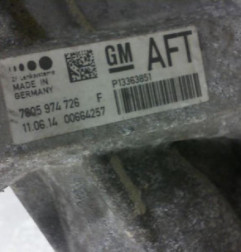 GM AFT
ZF Lenksysteme
MADE IN
GERMANY
P13363851
7805 974 726 F
11.06.14 00664257